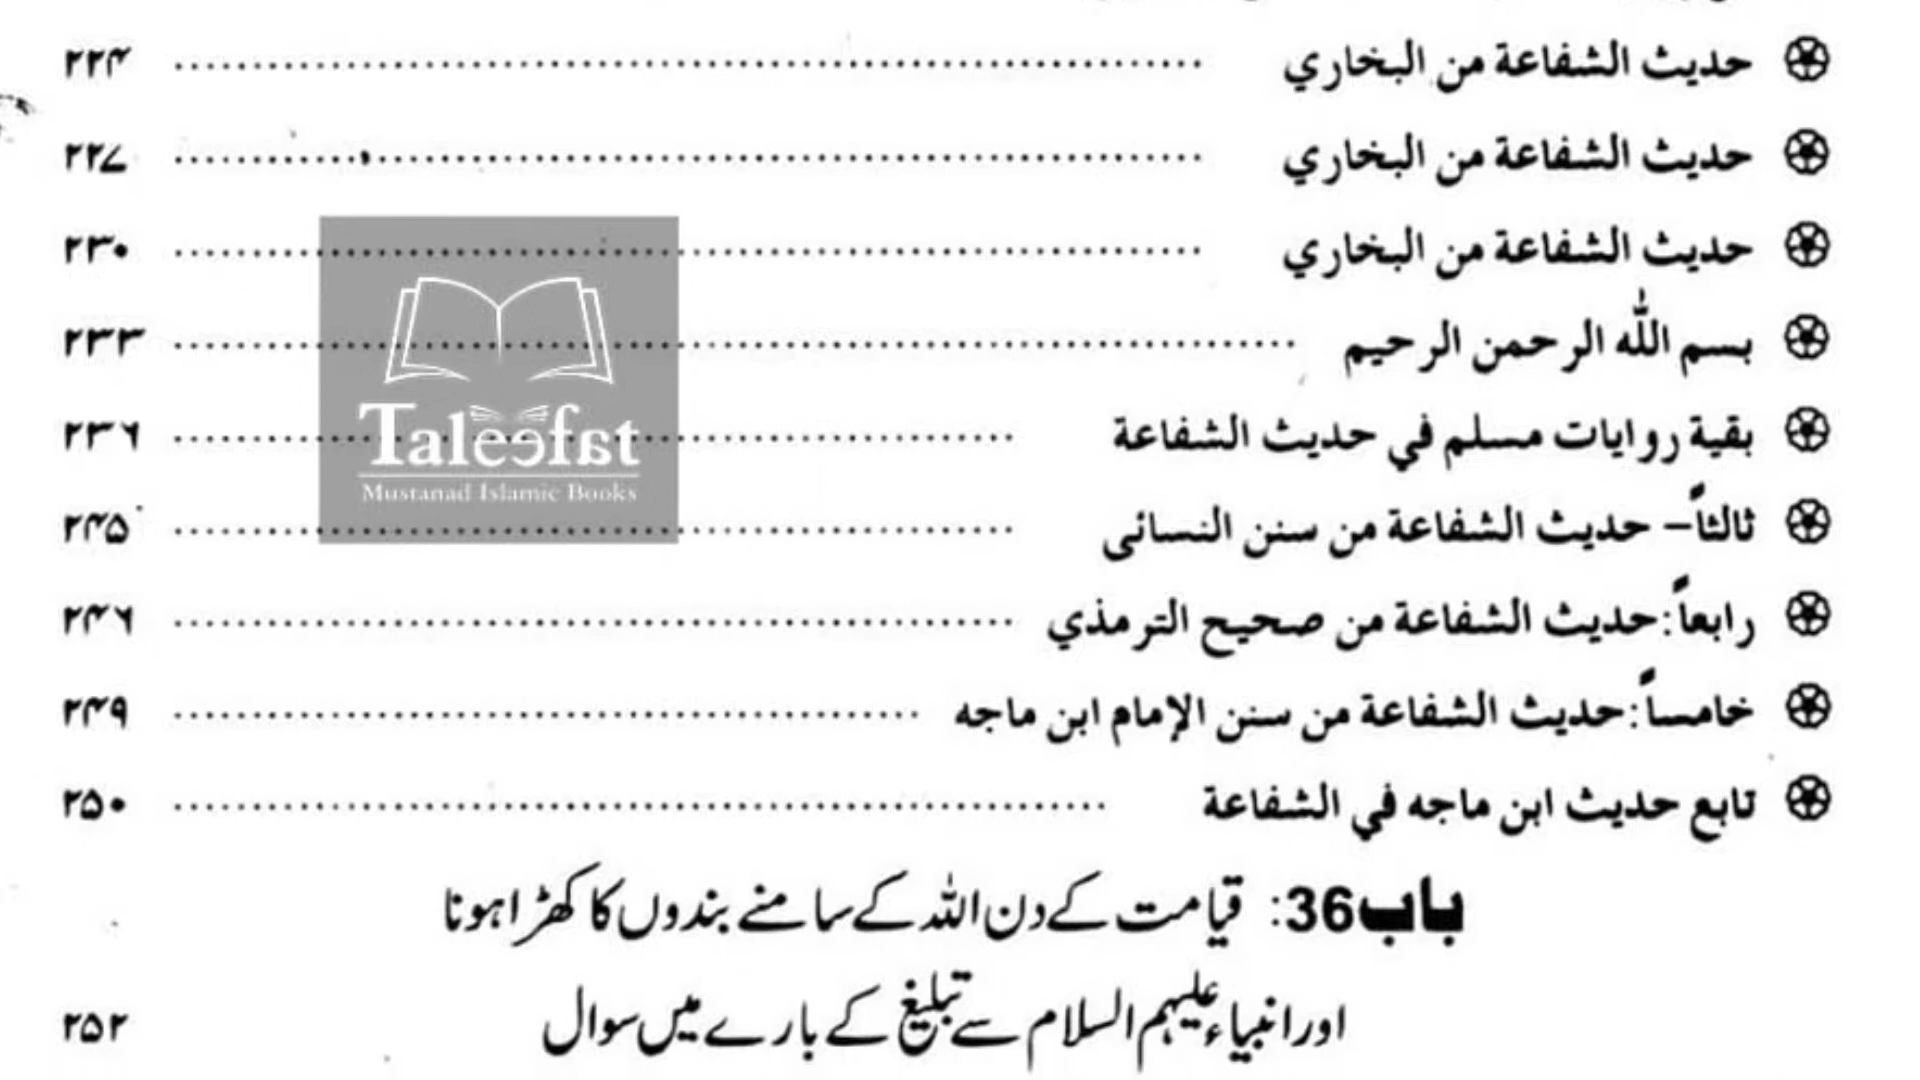 حديث الشفاعة من البخاري ۲۲۴
حديث الشفاعة من البخاري ۲۲۷
حديث الشفاعة من البخاري ۲۳۰
بسم الله الرحمن الرحيم ۲۳۳
بقية روايات مسلم في حديث الشفاعة ۲۳۶
ثالثاً– حديث الشفاعة من سنن النسائى ۲۴۵
رابعاً:حديث الشفاعة من صحيح الترمذي ۲۴۶
خامساً:حديث الشفاعة من سنن الإمام ابن ماجه ۲۴۹
تابع حديث ابن ماجه في الشفاعة ۲۵۰
باب36: قیامت کے دن اللہ کے سامنے بندوں کا کھڑا ہونا
اور انبیاء علیہم السلام سے تبلیغ کے بارے میں سوال ۲۵۲
Taleefat
Mustanad Islamic Books